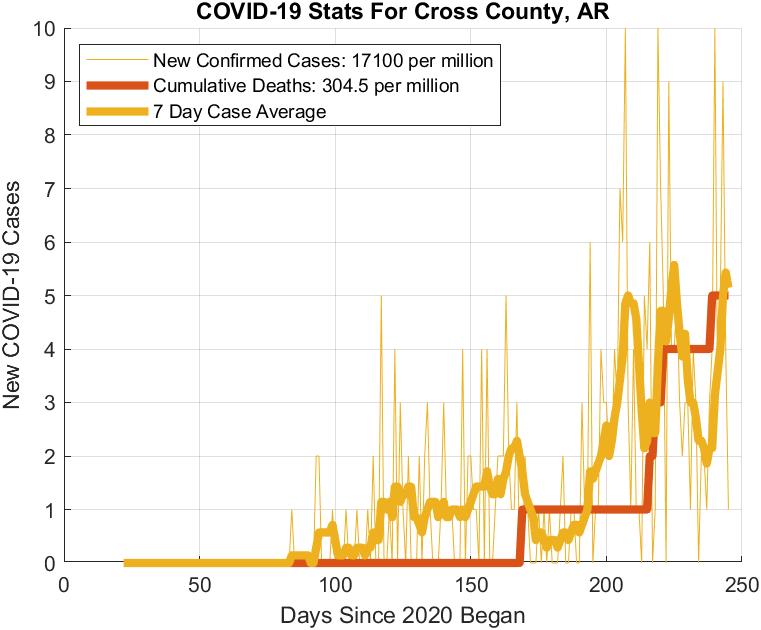 COVID-19 Stats For Cross County, AR
New Confirmed Cases: 17100 per million
Cumulative Deaths: 304.5 per million
7 Day Case Average
New COVID-19 Cases
10
9
8
7
6
5
4
3
2
1
0
0 50 100 150 200 250
Days Since 2020 Began